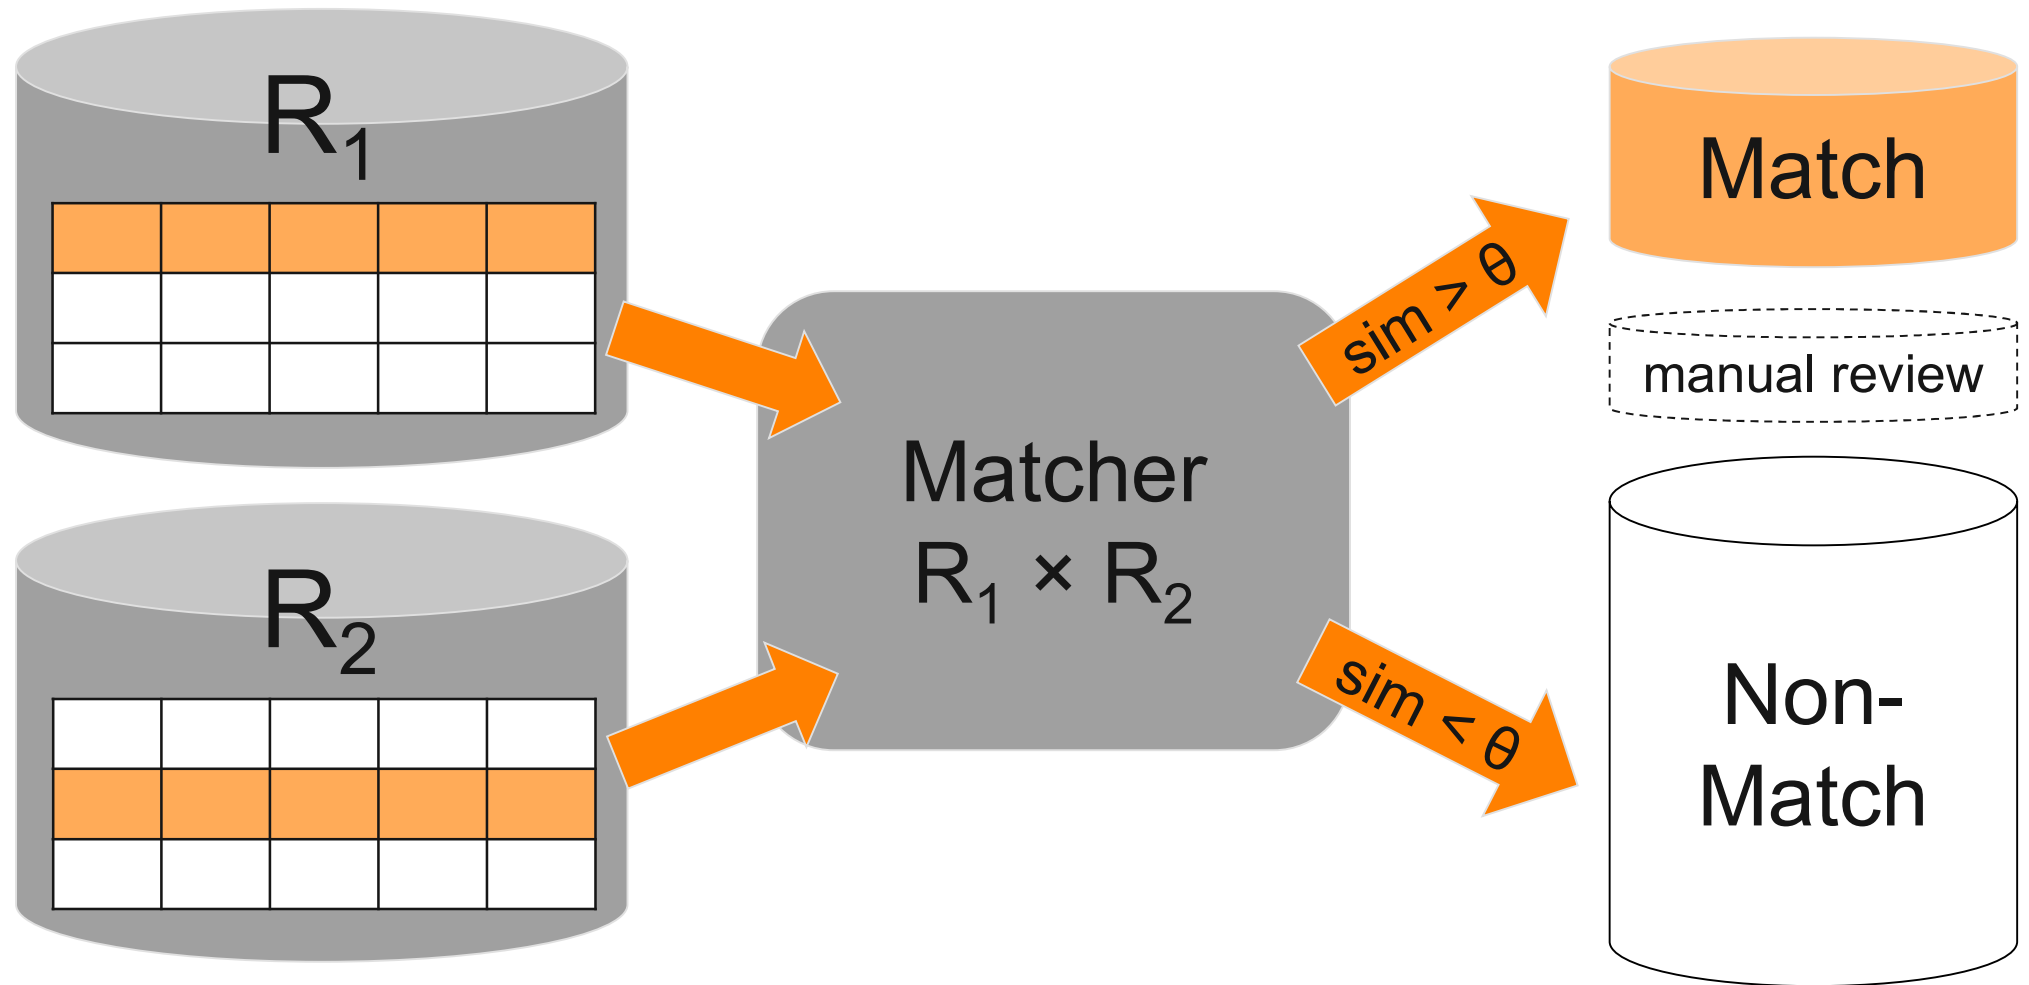 R₁
R₂
Matcher
R₁ × R₂
sim > θ
sim < θ
Match
manual review
Non-
Match